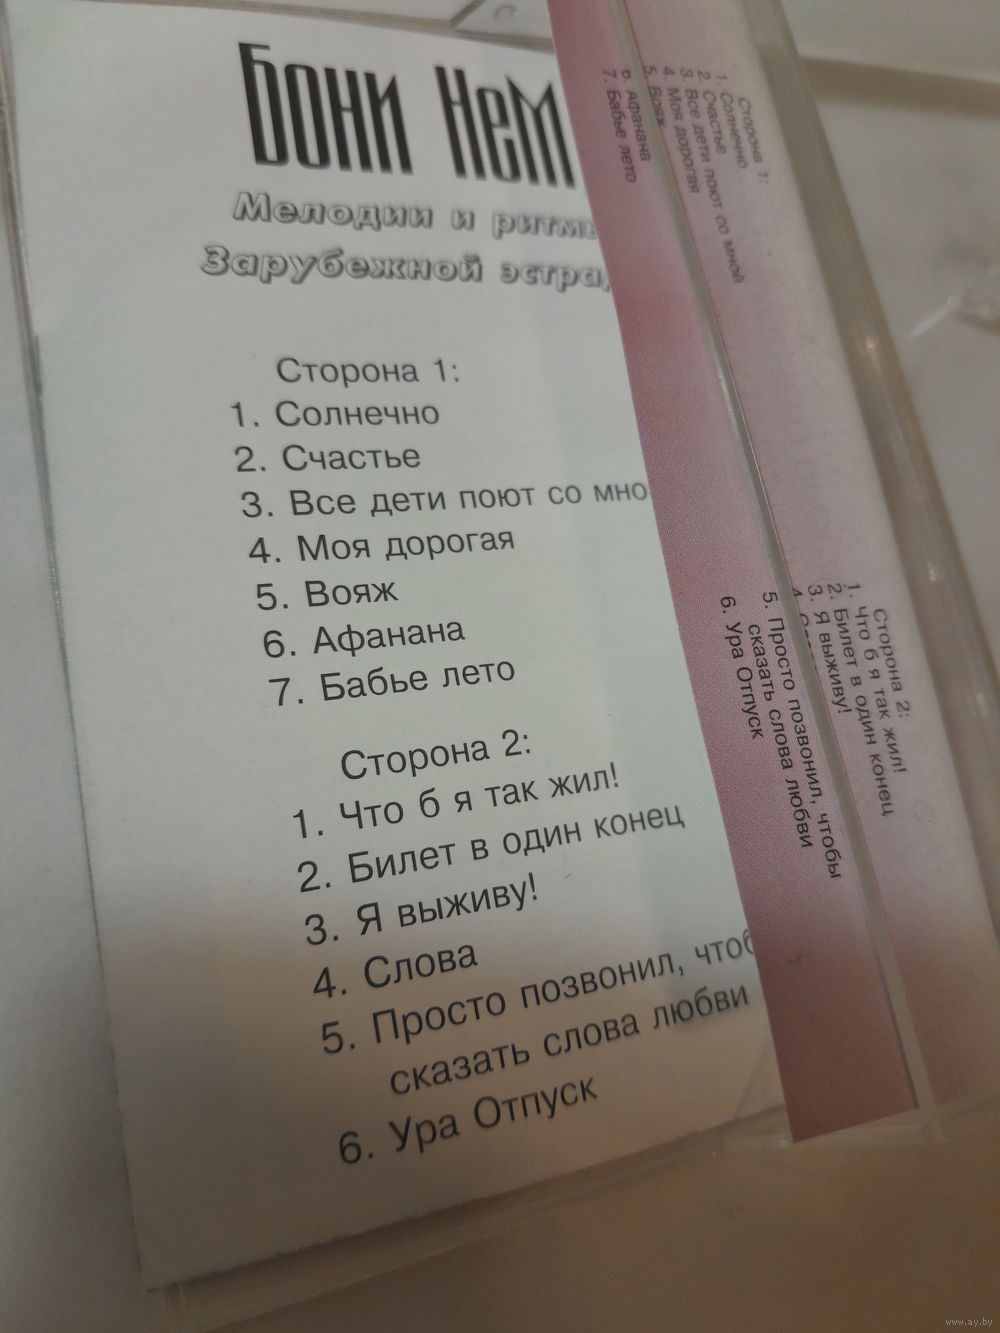 Бони НеМ
Мелодии и ритмы
Зарубежной эстра
Сторона 1:
1. Солнечно
2. Счастье
3. Все дети поют со мно
4. Моя дорогая
5. Вояж
6. Афанана
7. Бабье лето
Сторона 2:
1. Что б я так жил!
2. Билет в один конец
3. Я выживу!
4. Слова
5. Просто позвонил, чтоб
сказать слова любви
6. Ура Отпуск
Сторона 1:
1. Солнечно
2. Счастье
3. Все дети поют со мной
4. Моя дорогая
5. Вояж
6. Афанана
7. Бабье лето
Сторона 2:
1. Что б я так жил!
2. Билет в один конец
3. Я выживу!
4.
5. Просто позвонил, чтобы
сказать слова любви
6. Ура Отпуск
www.ay.by